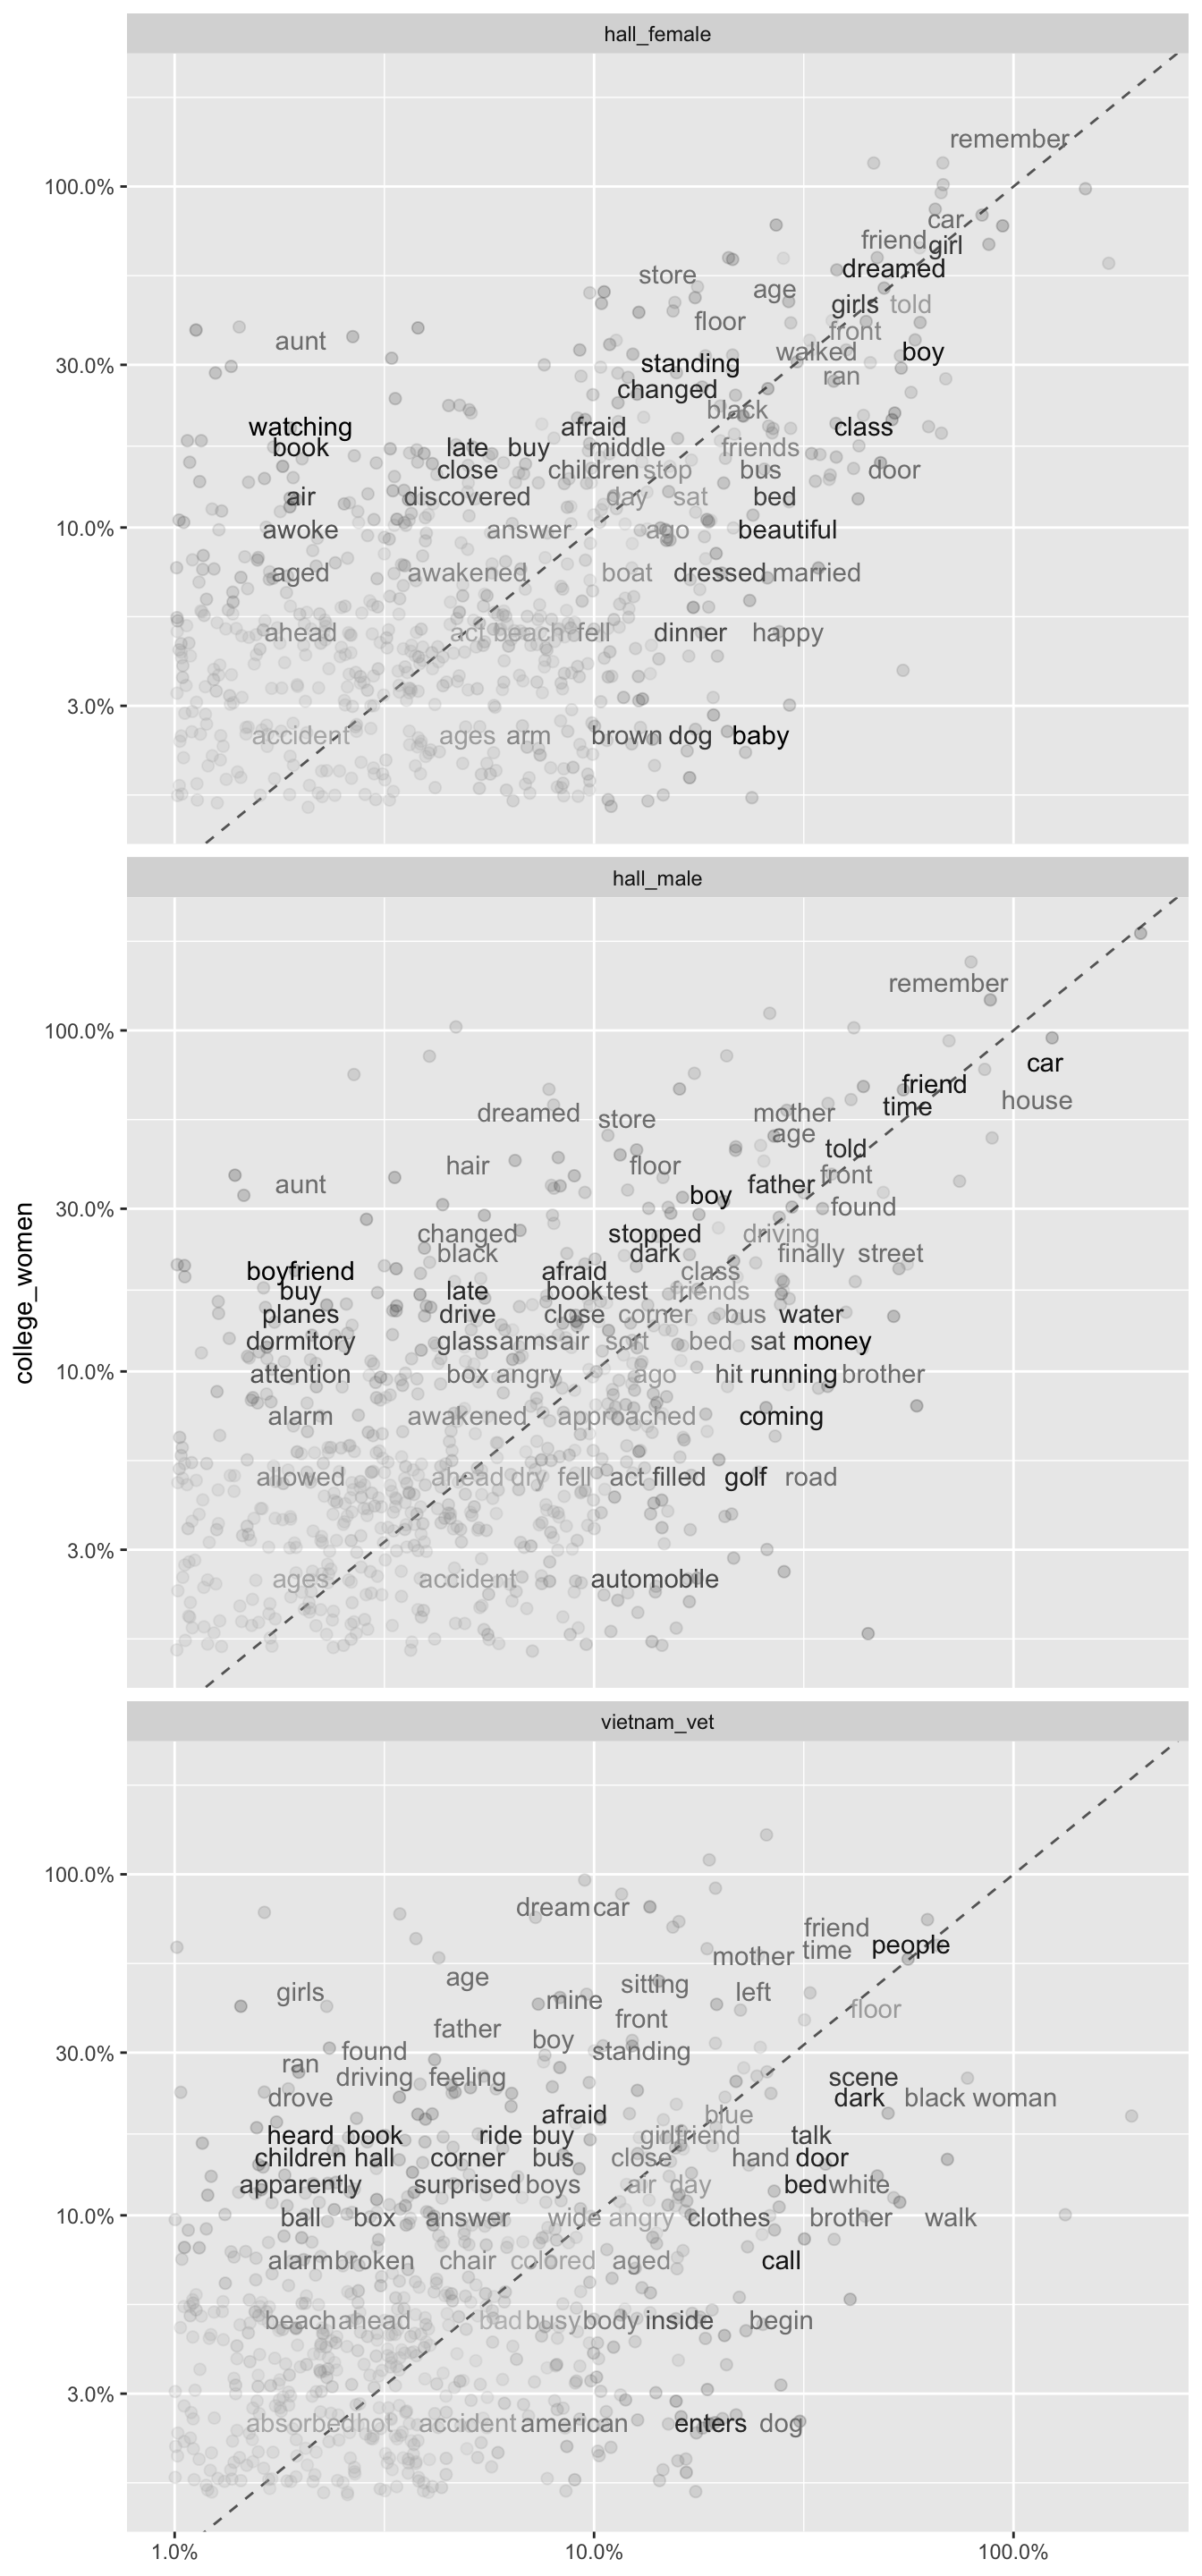 hall_female
remember
100.0%
car
friend girl
dreamed
store
age
girls told
floor
front
aunt
walked boy
30.0%
standing
ran
changed
black
watching afraid class
book late buy middle friends
close children stop bus door
air discovered day sat bed
10.0%
awoke answer ago beautiful
aged awakened boat dressed married
ahead act beach fell dinner happy
3.0%
accident ages arm brown dog baby
hall_male
remember
100.0%
car
friend
house
time
dreamed store mother
age
told
hair floor front
aunt father
boy
30.0%
found
changed stopped driving
black dark finally street
boyfriend afraid class
buy late book test friends
planes drive close corner bus water
dormitory glass arms air sort bed sat money
10.0%
attention box angry ago hit running brother
alarm awakened approached coming
allowed ahead dry fell act filled golf road
3.0%
ages accident automobile
vietnam_vet
100.0%
dream car
friend
time people
mother
age sitting
girls mine left
floor
front
father
boy
30.0%
found standing
ran
driving feeling scene
drove dark black woman
afraid blue
heard book ride buy girlfriend talk
children hall corner bus close hand door
apparently surprised boys air day bed white
10.0%
ball box answer wide angry clothes brother walk
alarm broken chair colored aged call
beach ahead bad busy body inside begin
3.0%
absorbed hot accident american enters dog
1.0% 10.0% 100.0%
college_women